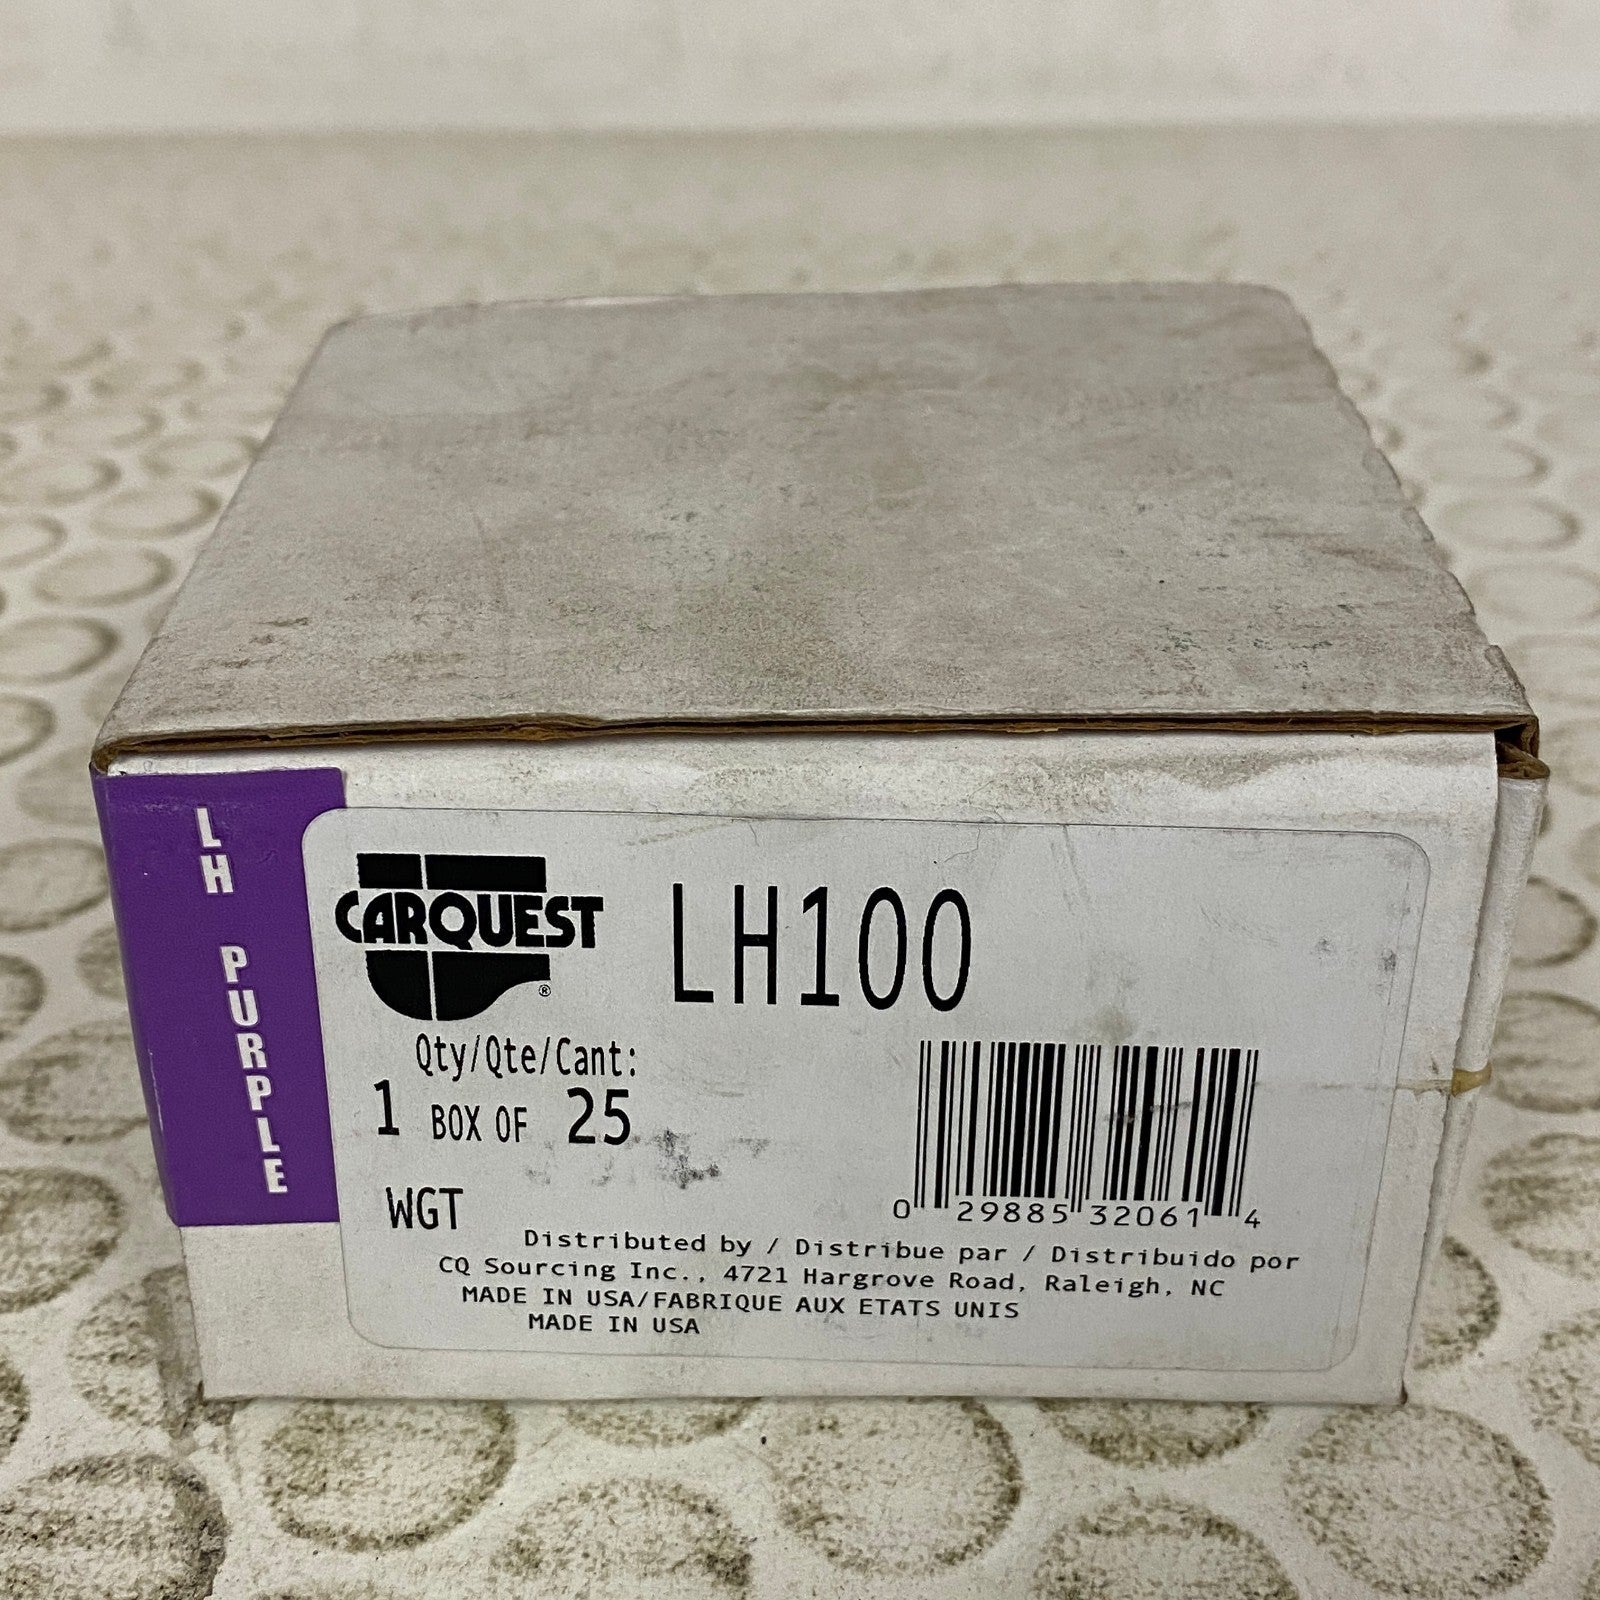 LH PURPLE
CARQUEST
®
LH100
Qty/Qte/Cant:
1 BOX OF 25
WGT
0 29885 32061 4
Distributed by / Distribue par / Distribuido por
CQ Sourcing Inc., 4721 Hargrove Road, Raleigh, NC
MADE IN USA/FABRIQUE AUX ETATS UNIS
MADE IN USA